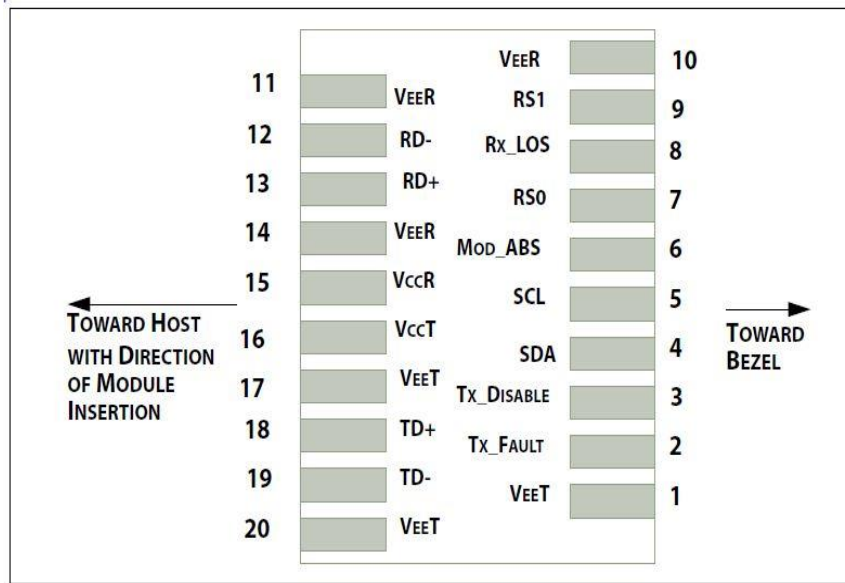 11 VEER
12 RD-
13 RD+
14 VEER
15 VCCR
16 VCCT
17 VEET
18 TD+
19 TD-
20 VEET
VEER 10
RS1 9
RX_LOS 8
RS0 7
MOD_ABS 6
SCL 5
SDA 4
TX_DISABLE 3
TX_FAULT 2
VEET 1
TOWARD HOST
WITH DIRECTION
OF MODULE
INSERTION
TOWARD
BEZEL